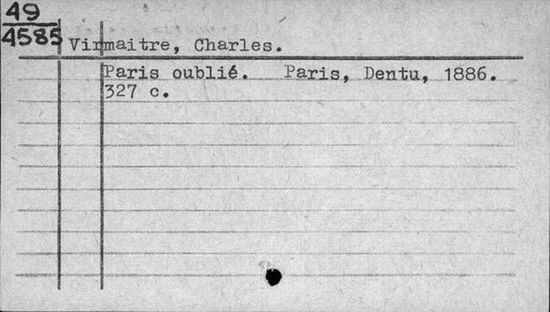 49
4585
Virmaitre, Charles.
Paris oublié. Paris, Dentu, 1886.
327 c.